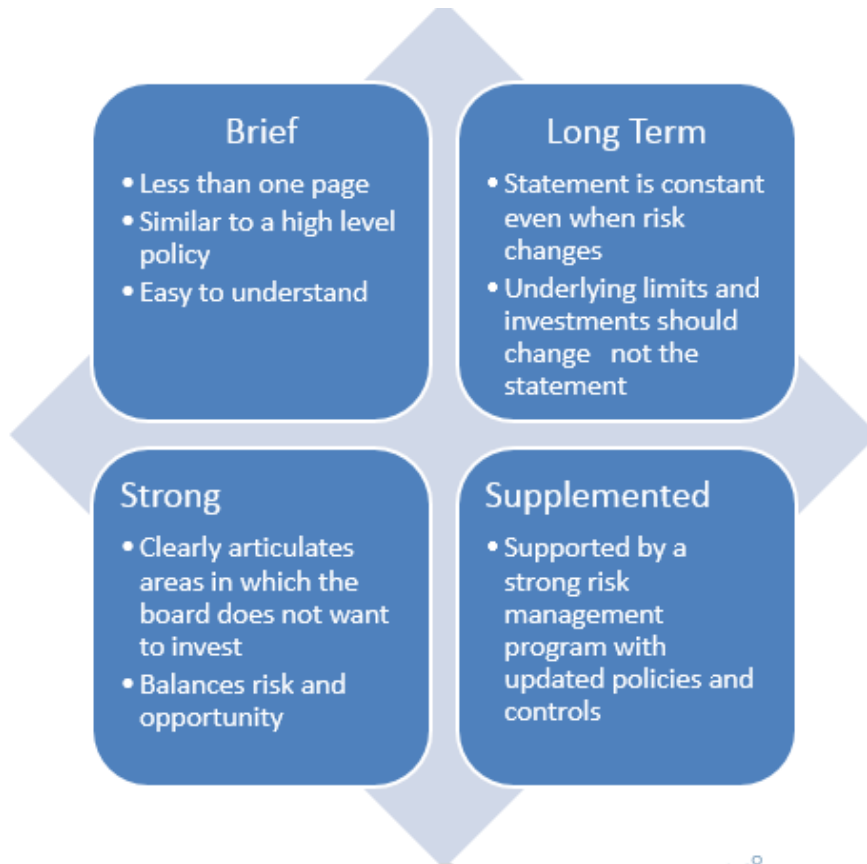 Brief
• Less than one page
• Similar to a high level
policy
• Easy to understand
Long Term
• Statement is constant
even when risk
changes
• Underlying limits and
investments should
change   not the
statement
Strong
• Clearly articulates
areas in which the
board does not want
to invest
• Balances risk and
opportunity
Supplemented
• Supported by a
strong risk
management
program with
updated policies and
controls